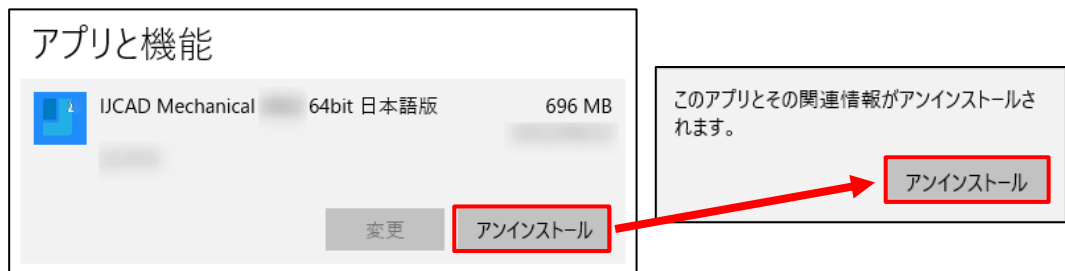 アプリと機能
IJCAD Mechanical 64bit 日本語版 696 MB
変更 アンインストール
このアプリとその関連情報がアンインストールさ
れます。
アンインストール